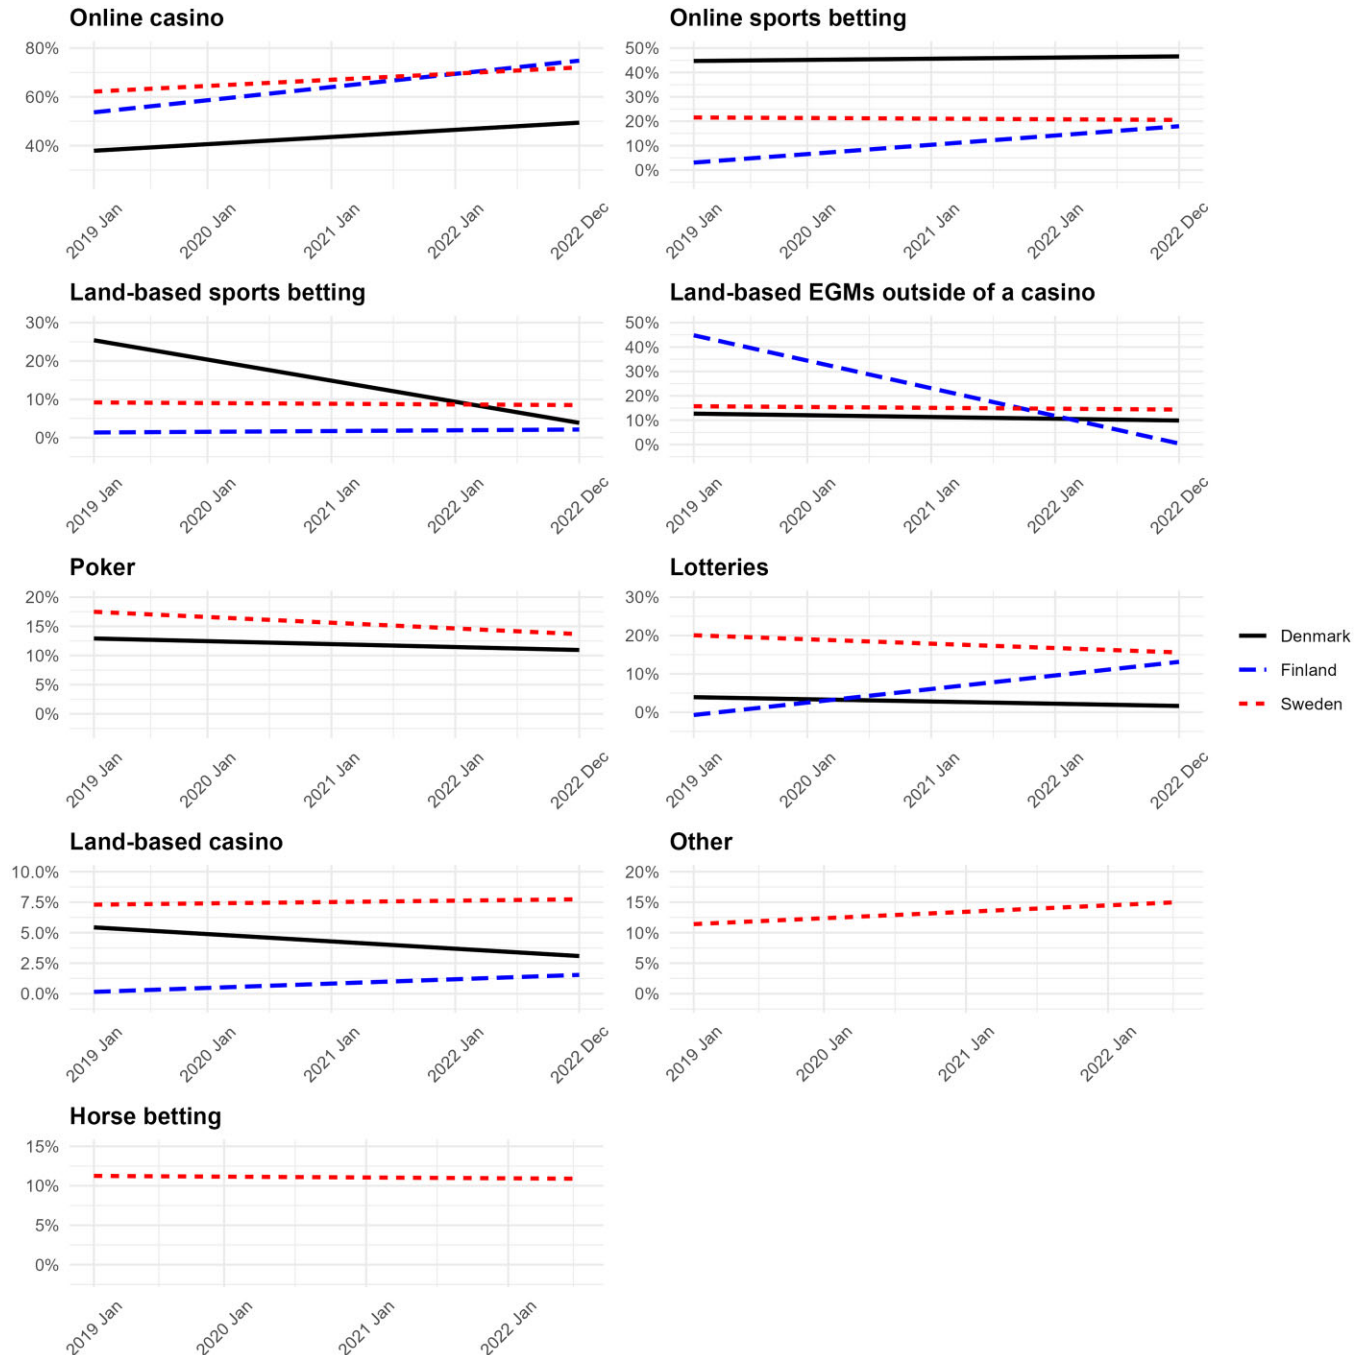 Online casino
80%
60%
40%
2019 Jan
2020 Jan
2021 Jan
2022 Jan
2022 Dec
Online sports betting
50%
40%
30%
20%
10%
0%
2019 Jan
2020 Jan
2021 Jan
2022 Jan
2022 Dec
Land-based sports betting
30%
20%
10%
0%
2019 Jan
2020 Jan
2021 Jan
2022 Jan
2022 Dec
Land-based EGMs outside of a casino
50%
40%
30%
20%
10%
0%
2019 Jan
2020 Jan
2021 Jan
2022 Jan
2022 Dec
Poker
20%
15%
10%
5%
0%
2019 Jan
2020 Jan
2021 Jan
2022 Jan
2022 Dec
Lotteries
30%
20%
10%
0%
2019 Jan
2020 Jan
2021 Jan
2022 Jan
2022 Dec
Denmark
Finland
Sweden
Land-based casino
10.0%
7.5%
5.0%
2.5%
0.0%
2019 Jan
2020 Jan
2021 Jan
2022 Jan
2022 Dec
Other
20%
15%
10%
5%
0%
2019 Jan
2020 Jan
2021 Jan
2022 Jan
Horse betting
15%
10%
5%
0%
2019 Jan
2020 Jan
2021 Jan
2022 Jan